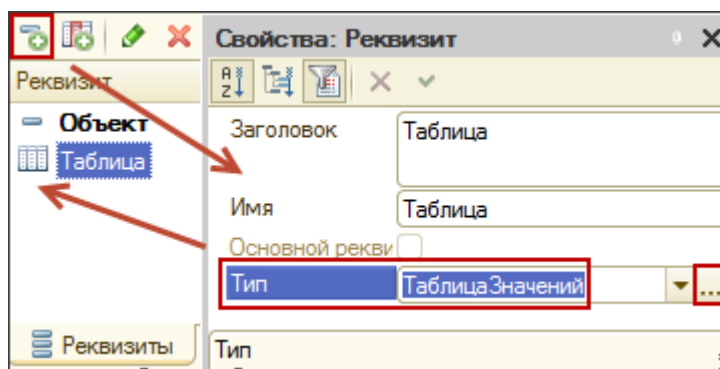 Свойства: Реквизит
Реквизит
Объект
Таблица
Заголовок
Таблица
Имя
Таблица
Основной рекви
Тип
ТаблицаЗначений
...
Реквизиты
Тип